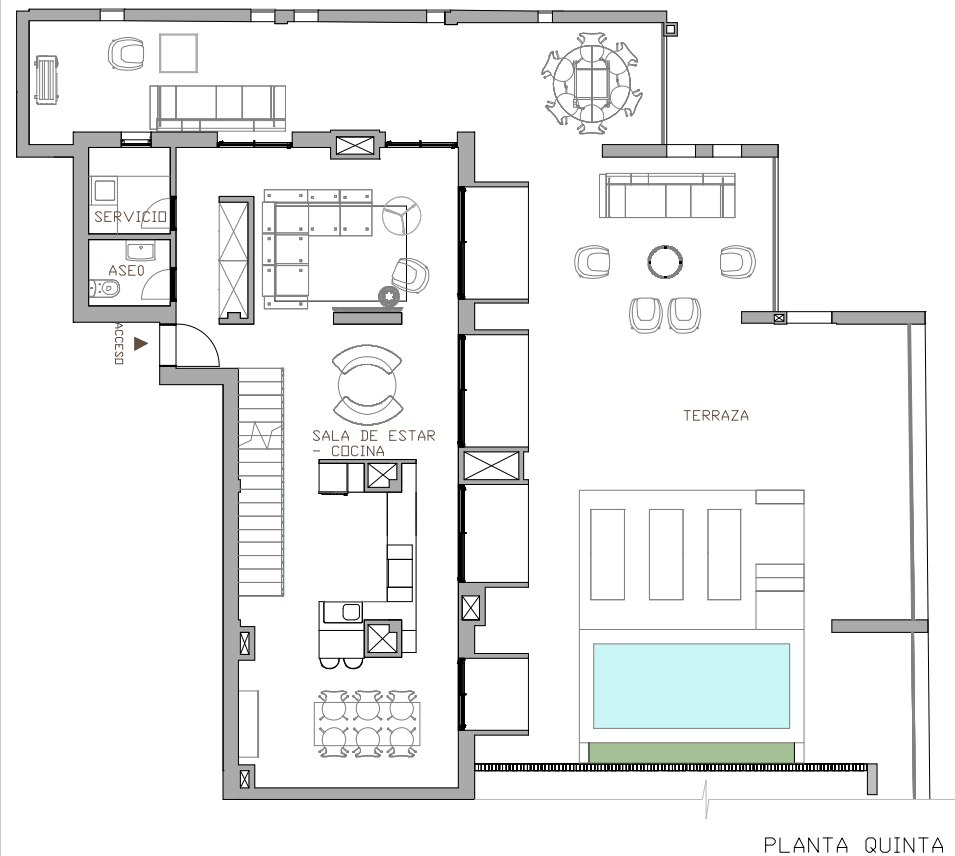 SERVICIO
ASEO
ACCESO
SALA DE ESTAR
- COCINA
TERRAZA
PLANTA QUINTA